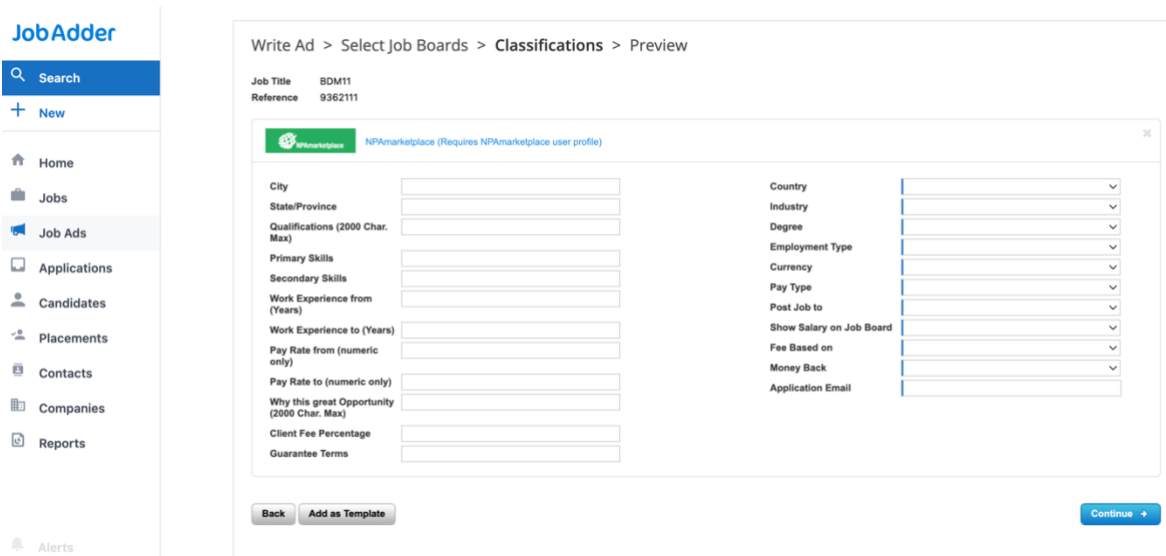 JobAdder
Search
New
Home
Jobs
Job Ads
Applications
Candidates
Placements
Contacts
Companies
Reports
Alerts
Write Ad > Select Job Boards > Classifications > Preview
Job Title BDM11
Reference 9362111
NPAmarketplace NPAmarketplace (Requires NPAmarketplace user profile)
City
State/Province
Qualifications (2000 Char.
Max)
Primary Skills
Secondary Skills
Work Experience from
(Years)
Work Experience to (Years)
Pay Rate from (numeric
only)
Pay Rate to (numeric only)
Why this great Opportunity
(2000 Char. Max)
Client Fee Percentage
Guarantee Terms
Country
Industry
Degree
Employment Type
Currency
Pay Type
Post Job to
Show Salary on Job Board
Fee Based on
Money Back
Application Email
Back Add as Template
Continue →